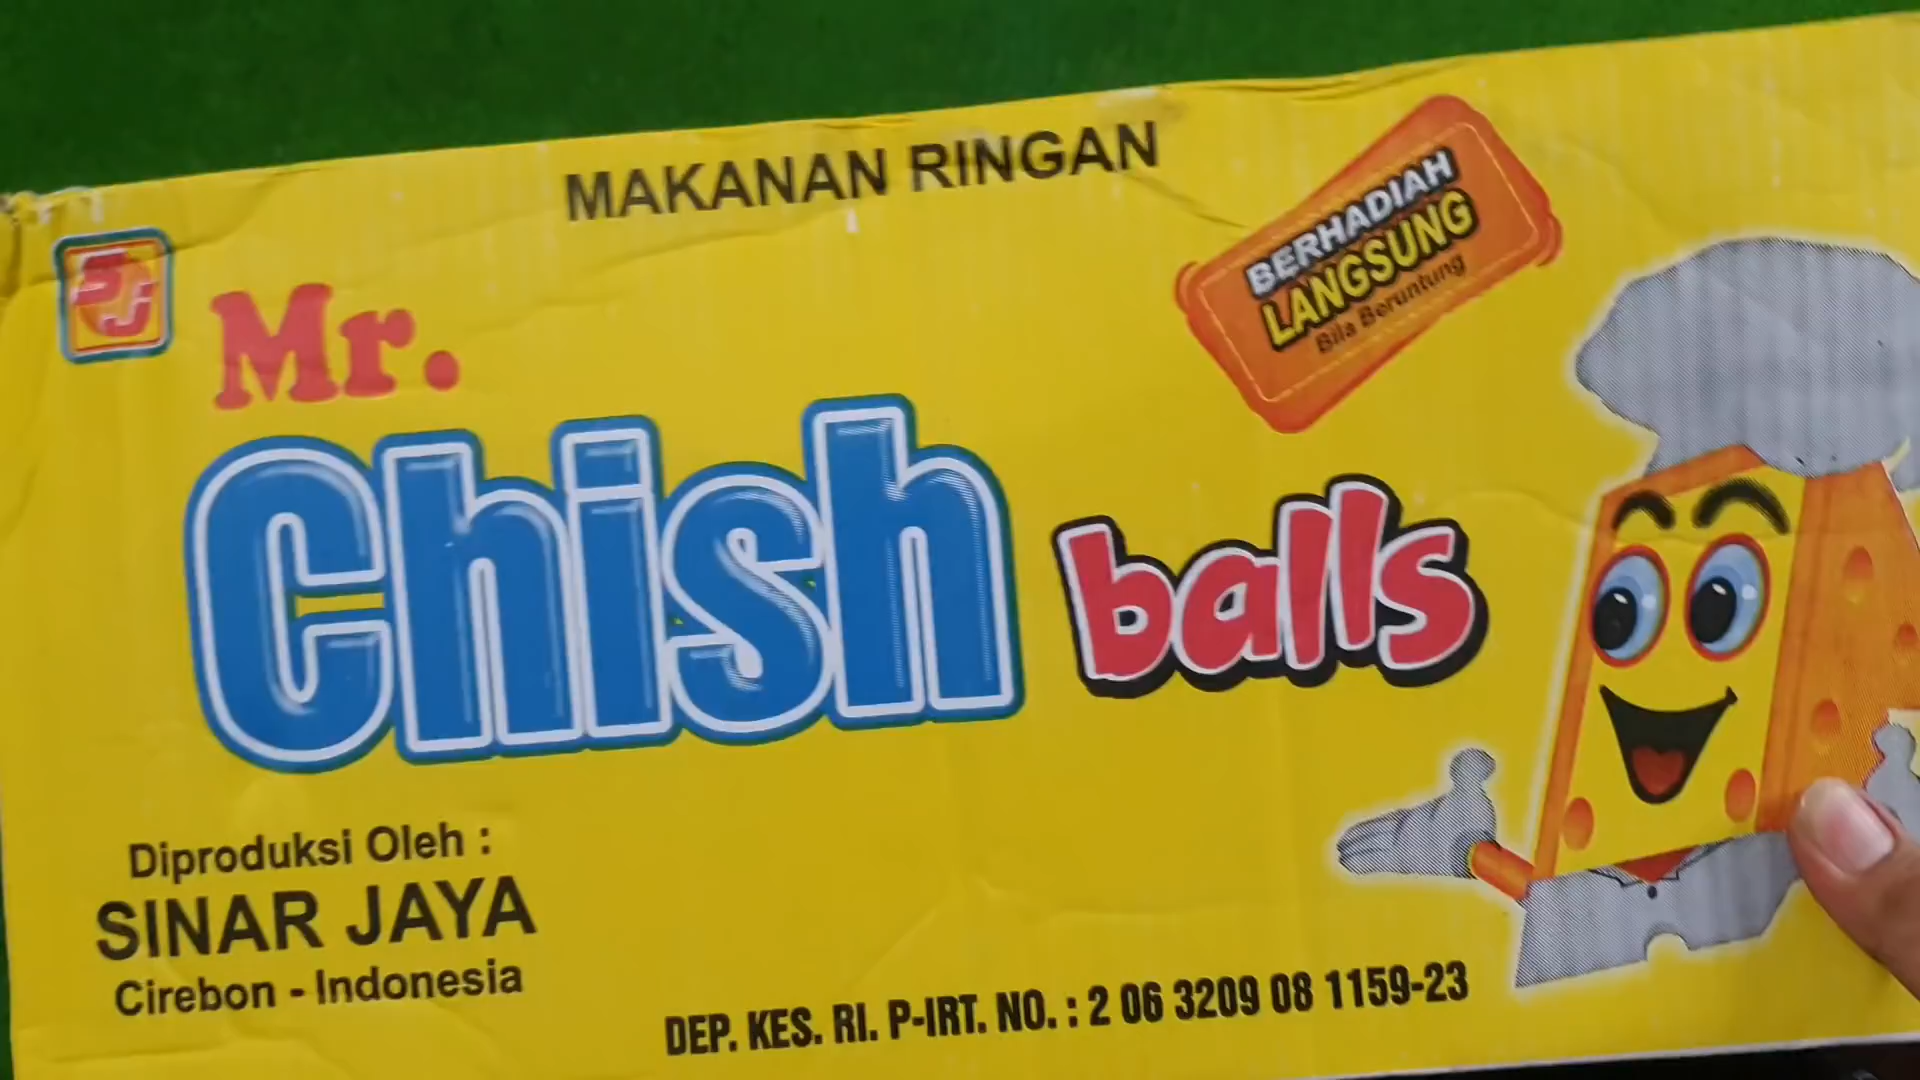 MAKANAN RINGAN
BERHADIAH
LANGSUNG
Bila Beruntung
SJ
Mr.
Chish balls
Diproduksi Oleh :
SINAR JAYA
Cirebon - Indonesia
DEP. KES. RI. P-IRT. NO. : 2 06 3209 08 1159-23